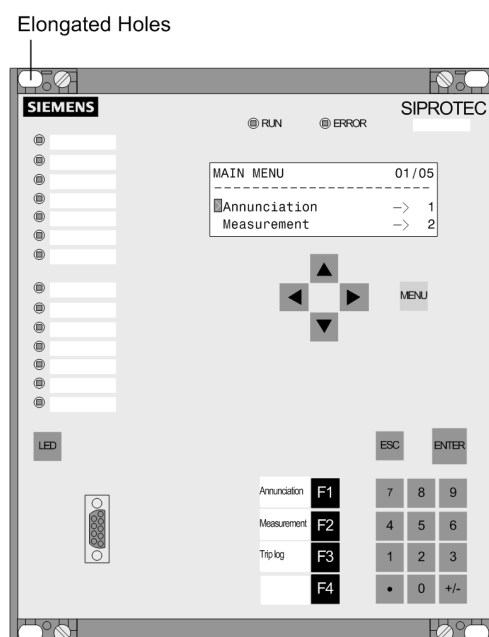 Elongated Holes
SIEMENS
SIPROTEC
RUN
ERROR
MAIN MENU 01/05
--------------------
Annunciation —> 1
Measurement —> 2
MENU
LED
ESC
ENTER
Annunciation F1
7 8 9
Measurement F2
4 5 6
Trip log F3
1 2 3
F4
• 0 +/-